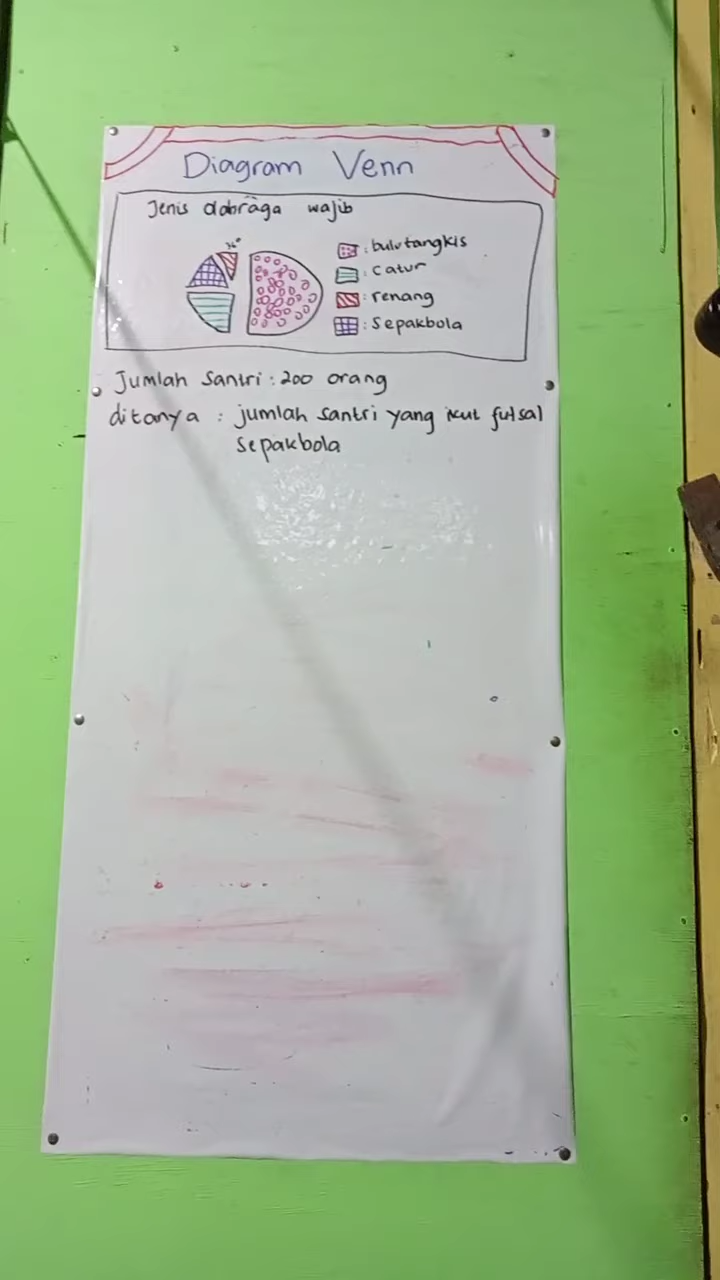 Diagram Venn
Jenis olahraga wajib
36°
: bulutangkis
: catur
: renang
: Sepakbola
Jumlah Santri : 200 orang
ditanya : jumlah santri yang ikut futsal
Sepakbola